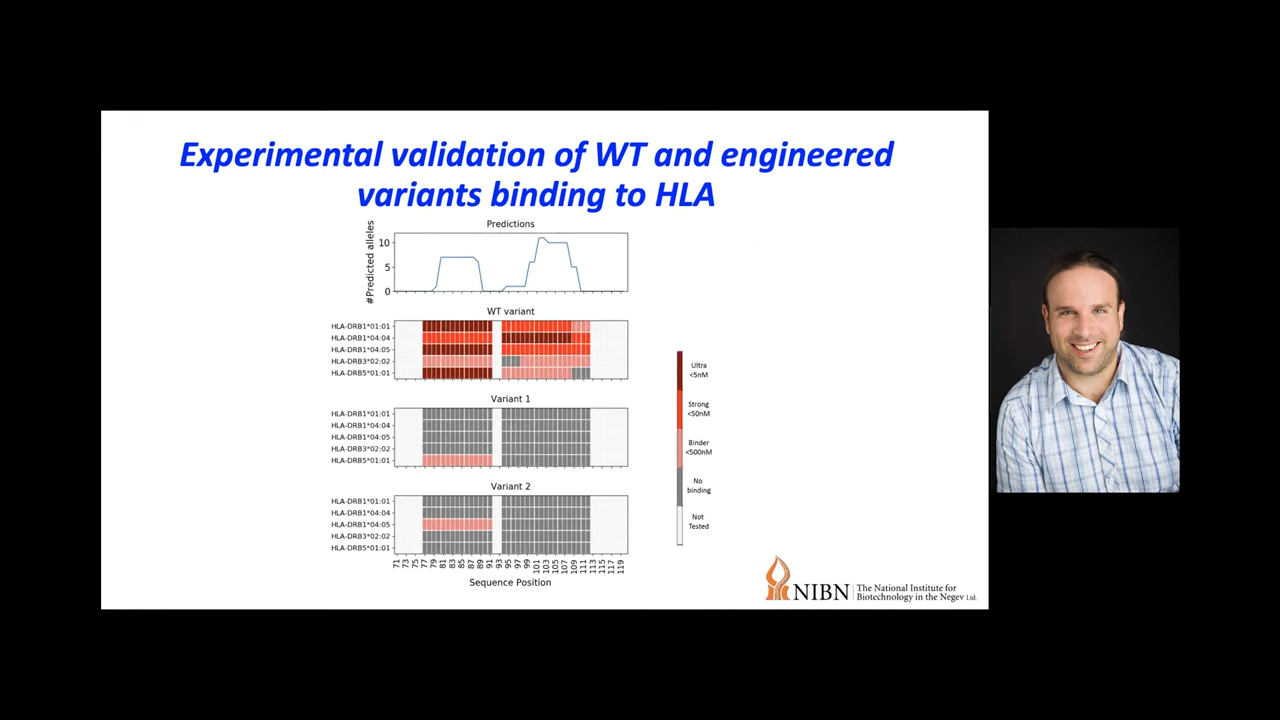 Experimental validation of WT and engineered
variants binding to HLA
Predictions
#Predicted alleles
10
5
0
WT variant
HLA-DRB1*01:01
HLA-DRB1*04:04
HLA-DRB1*04:05
HLA-DRB3*02:02
HLA-DRB5*01:01
Variant 1
HLA-DRB1*01:01
HLA-DRB1*04:04
HLA-DRB1*04:05
HLA-DRB3*02:02
HLA-DRB5*01:01
Variant 2
HLA-DRB1*01:01
HLA-DRB1*04:04
HLA-DRB1*04:05
HLA-DRB3*02:02
HLA-DRB5*01:01
71 73 75 77 79 81 83 85 87 89 91 93 95 97 99 101 103 105 107 109 111 113 115 117 119
Sequence Position
Ultra
<5nM
Strong
<50nM
Binder
<500nM
No
binding
Not
Tested
NIBN
The National Institute for
Biotechnology in the Negev Ltd.